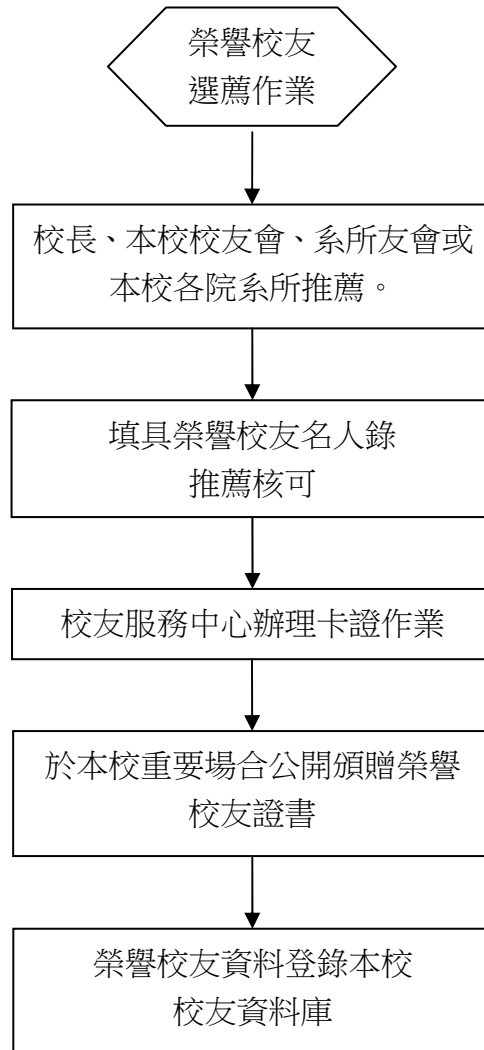 榮譽校友
選薦作業
校長、本校校友會、系所友會或
本校各院系所推薦。
填具榮譽校友名人錄
推薦核可
校友服務中心辦理卡證作業
於本校重要場合公開頒贈榮譽
校友證書
榮譽校友資料登錄本校
校友資料庫